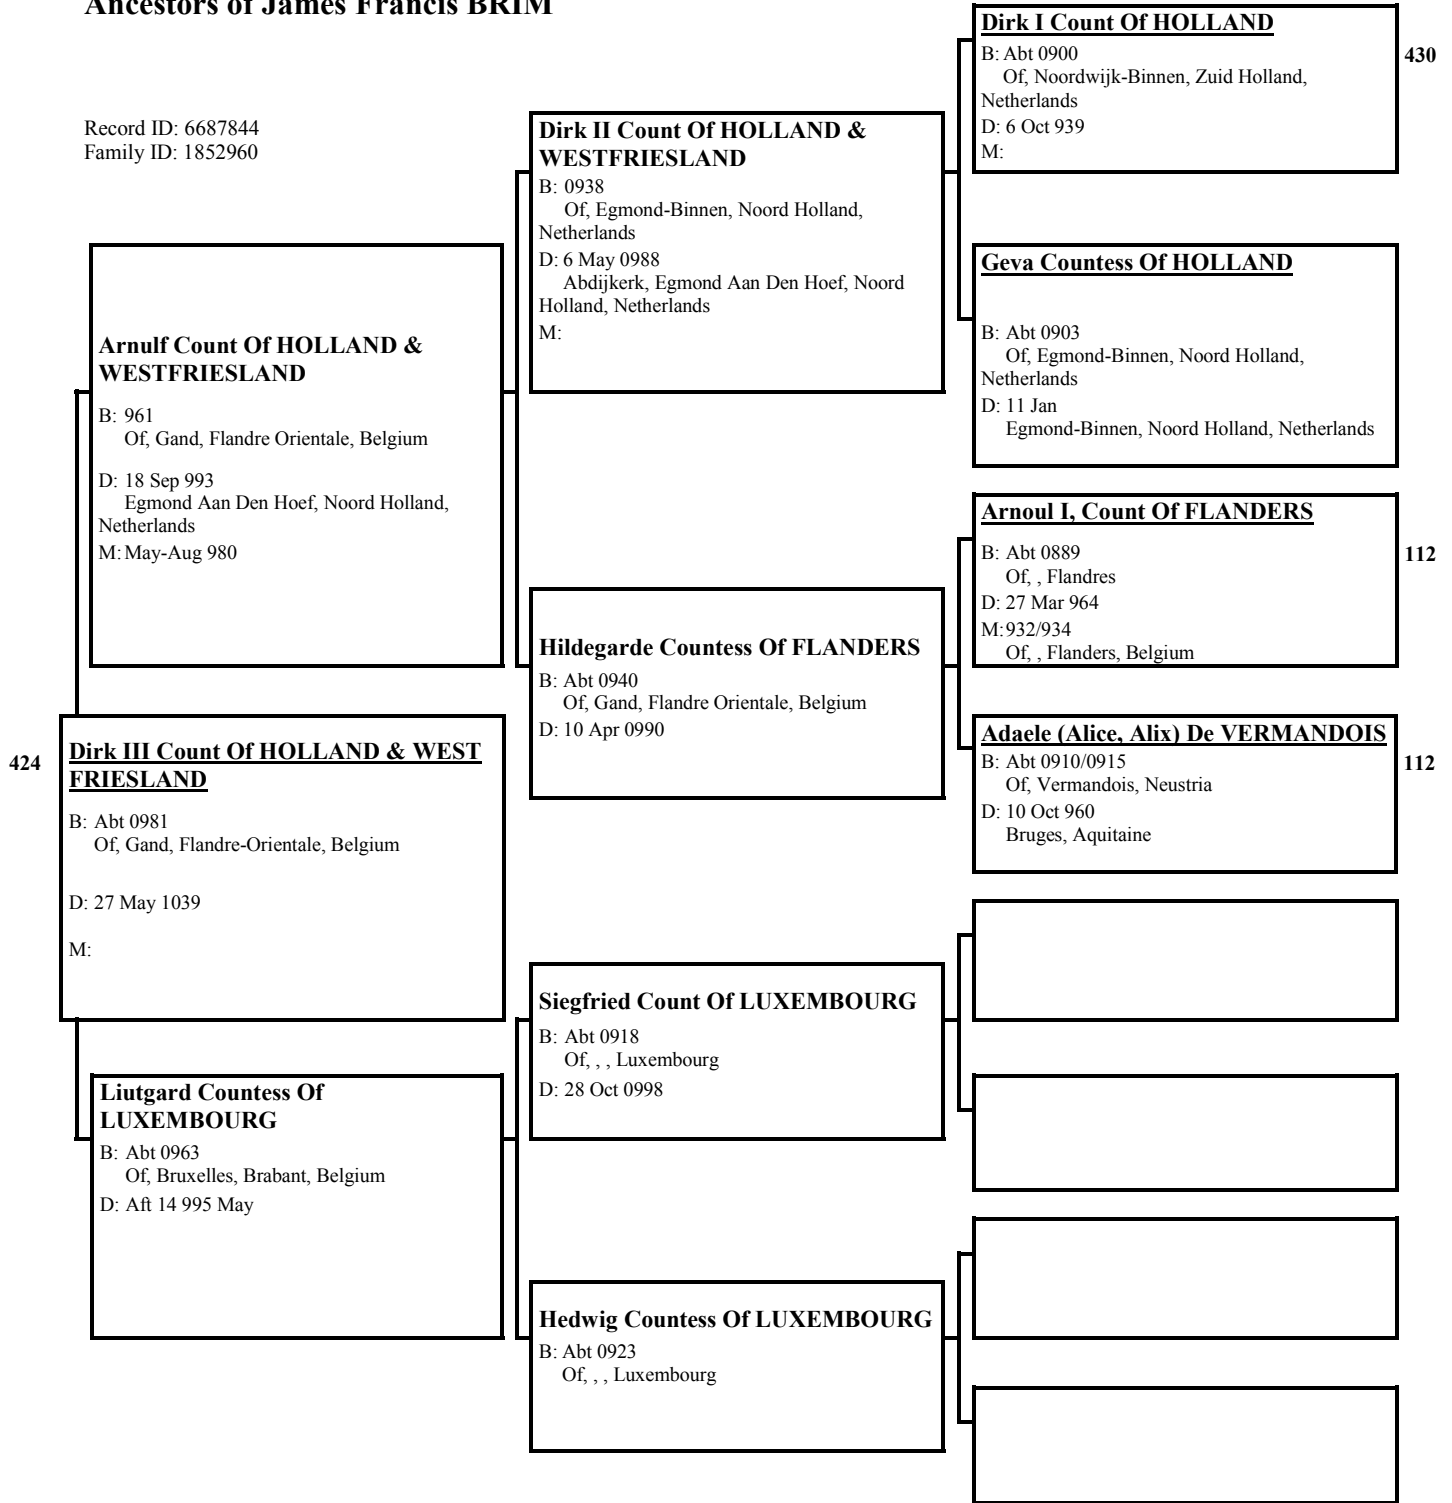 Ancestors of James Francis BRIM
Record ID: 6687844
Family ID: 1852960
424
Dirk III Count Of HOLLAND & WEST
FRIESLAND
B: Abt 0981
Of, Gand, Flandre-Orientale, Belgium
D: 27 May 1039
M:
Arnulf Count Of HOLLAND &
WESTFRIESLAND
B: 961
Of, Gand, Flandre Orientale, Belgium
D: 18 Sep 993
Egmond Aan Den Hoef, Noord Holland,
Netherlands
M: May-Aug 980
Liutgard Countess Of
LUXEMBOURG
B: Abt 0963
Of, Bruxelles, Brabant, Belgium
D: Aft 14 995 May
Dirk II Count Of HOLLAND &
WESTFRIESLAND
B: 0938
Of, Egmond-Binnen, Noord Holland,
Netherlands
D: 6 May 0988
Abdijkerk, Egmond Aan Den Hoef, Noord
Holland, Netherlands
M:
Hildegarde Countess Of FLANDERS
B: Abt 0940
Of, Gand, Flandre Orientale, Belgium
D: 10 Apr 0990
Siegfried Count Of LUXEMBOURG
B: Abt 0918
Of, , , Luxembourg
D: 28 Oct 0998
Hedwig Countess Of LUXEMBOURG
B: Abt 0923
Of, , , Luxembourg
Dirk I Count Of HOLLAND
B: Abt 0900
Of, Noordwijk-Binnen, Zuid Holland,
Netherlands
D: 6 Oct 939
M:
430
Geva Countess Of HOLLAND
B: Abt 0903
Of, Egmond-Binnen, Noord Holland,
Netherlands
D: 11 Jan
Egmond-Binnen, Noord Holland, Netherlands
Arnoul I, Count Of FLANDERS
B: Abt 0889
Of, , Flandres
D: 27 Mar 964
M: 932/934
Of, , Flanders, Belgium
112
Adaele (Alice, Alix) De VERMANDOIS
B: Abt 0910/0915
Of, Vermandois, Neustria
D: 10 Oct 960
Bruges, Aquitaine
112